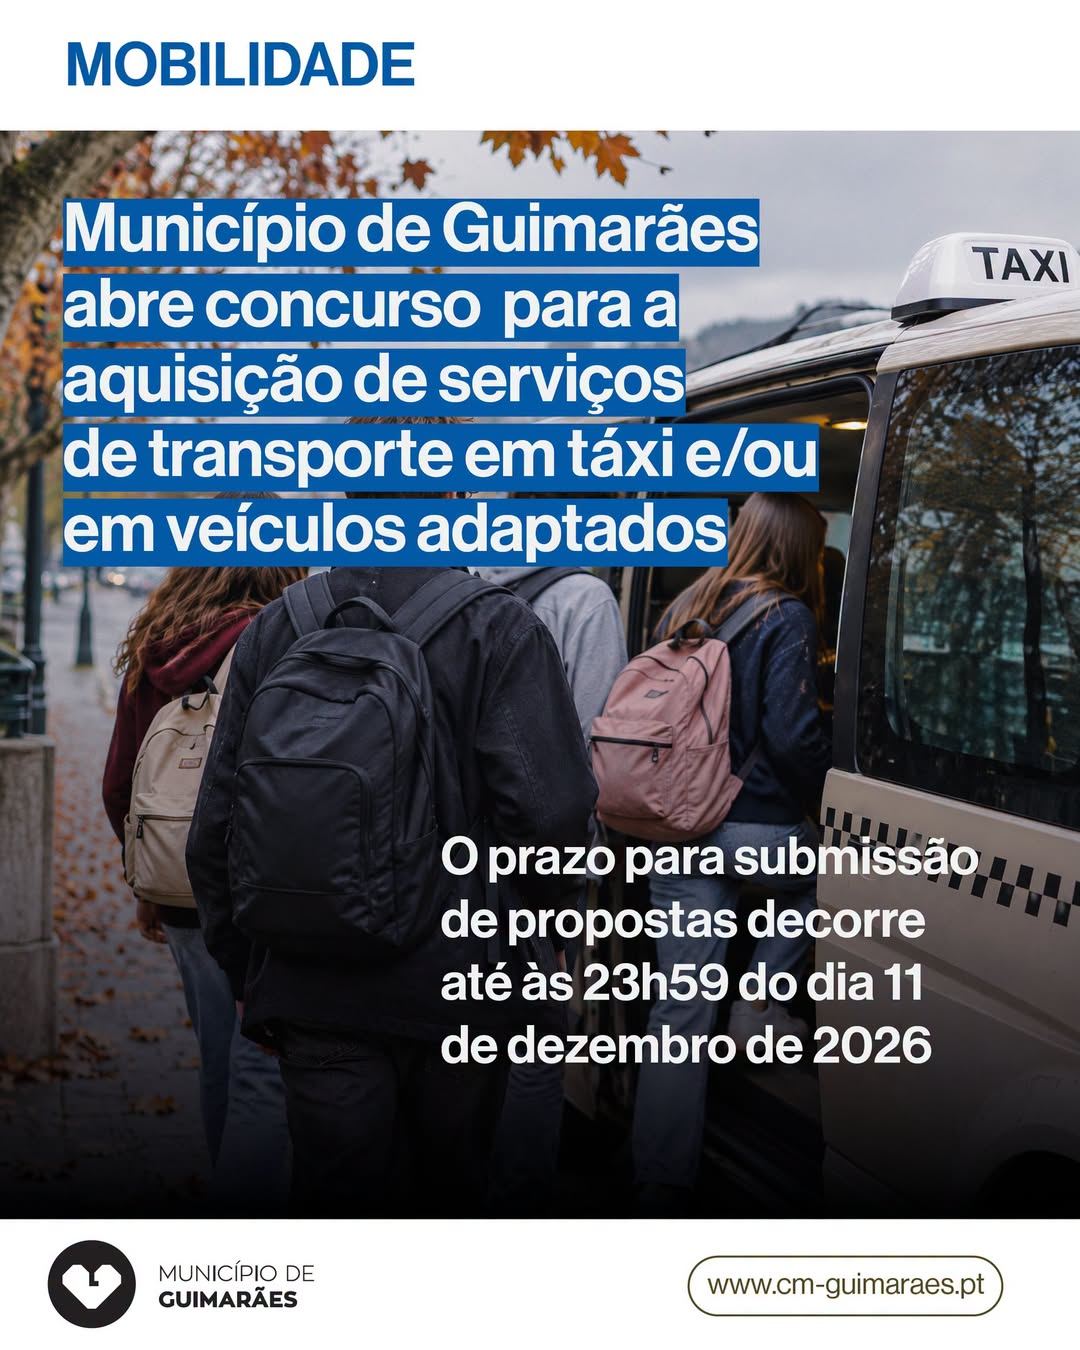 MOBILIDADE
Município de Guimarães
abre concurso  para a
aquisição de serviços
de transporte em táxi e/ou
em veículos adaptados
TAXI
O prazo para submissão
de propostas decorre
até às 23h59 do dia 11
de dezembro de 2026
MUNICÍPIO DE
GUIMARÃES
www.cm-guimaraes.pt